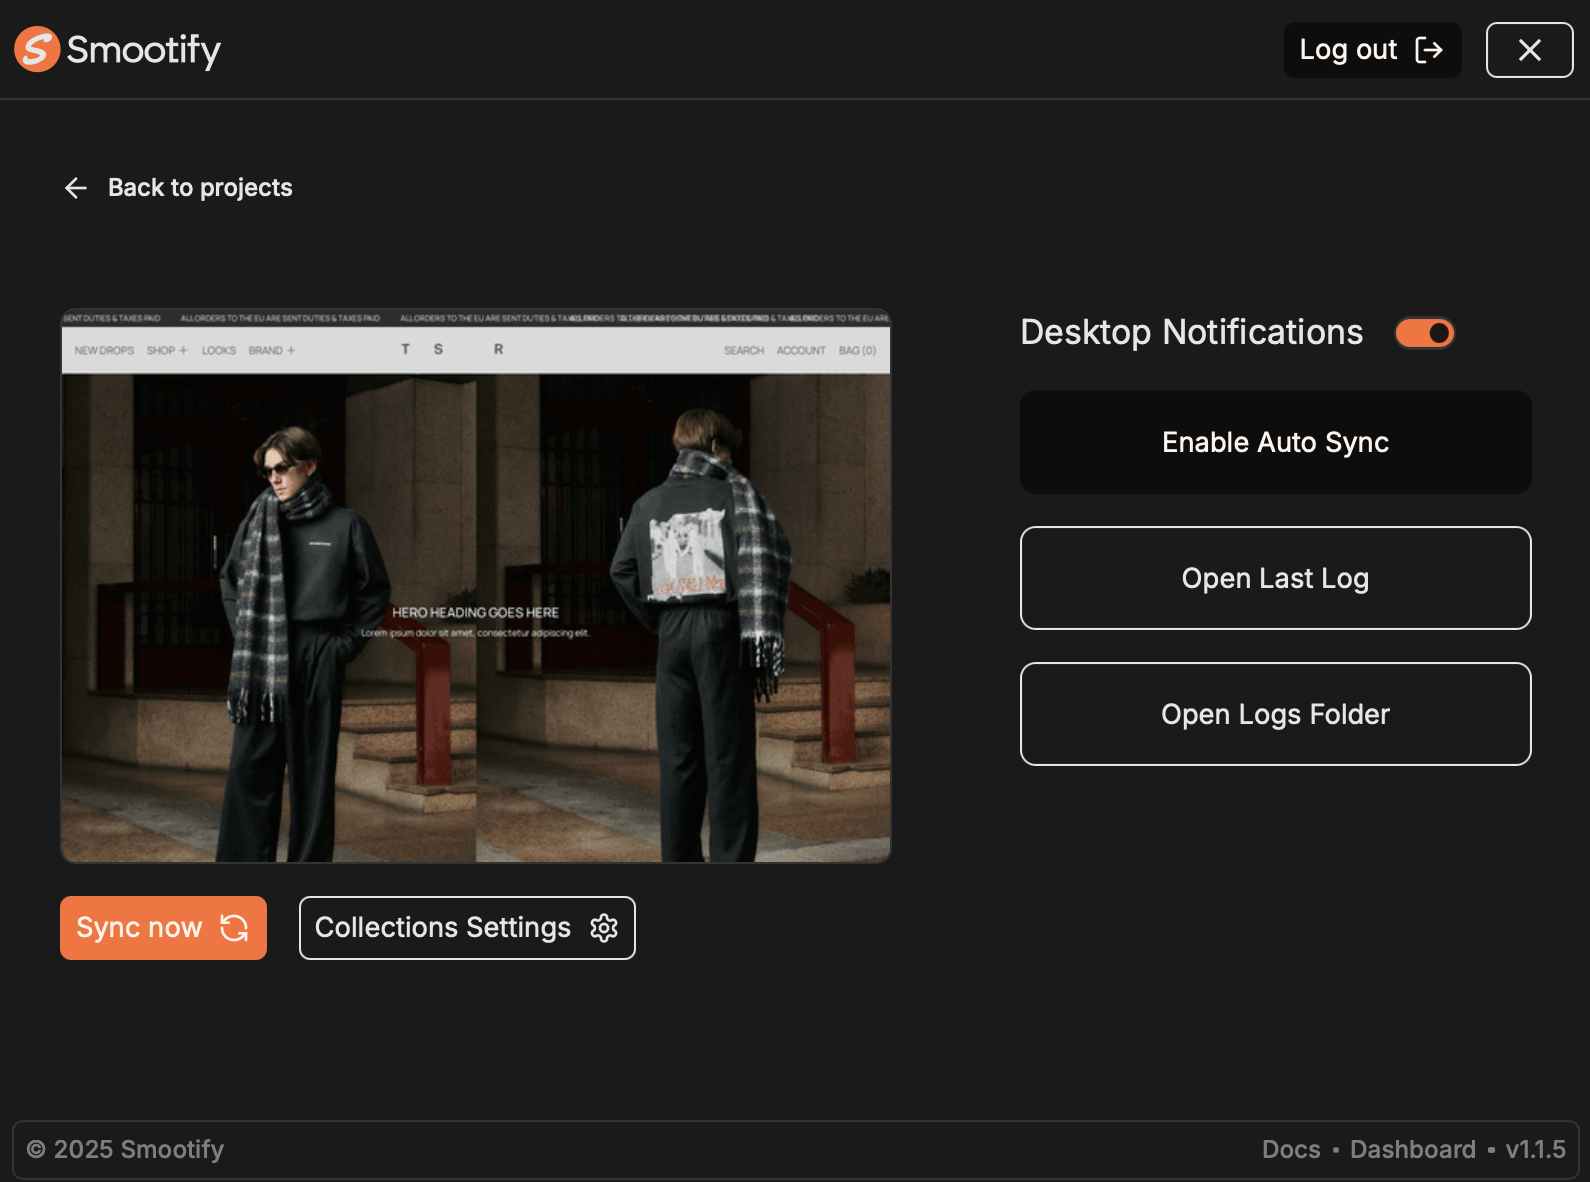 Smootify
Log out
Back to projects
SENT DUTIES & TAXES PAID ALL ORDERS TO THE EU ARE SENT DUTIES & TAXES PAID ALL ORDERS TO THE EU ARE SENT DUTIES &
NEW DROPS SHOP + LOOKS BRAND + T S R SEARCH ACCOUNT BAG (0)
HERO HEADING GOES HERE
Lorem ipsum dolor sit amet, consectetur adipiscing elit.
Desktop Notifications
Enable Auto Sync
Open Last Log
Open Logs Folder
Sync now
Collections Settings
© 2025 Smootify
Docs • Dashboard • v1.1.5